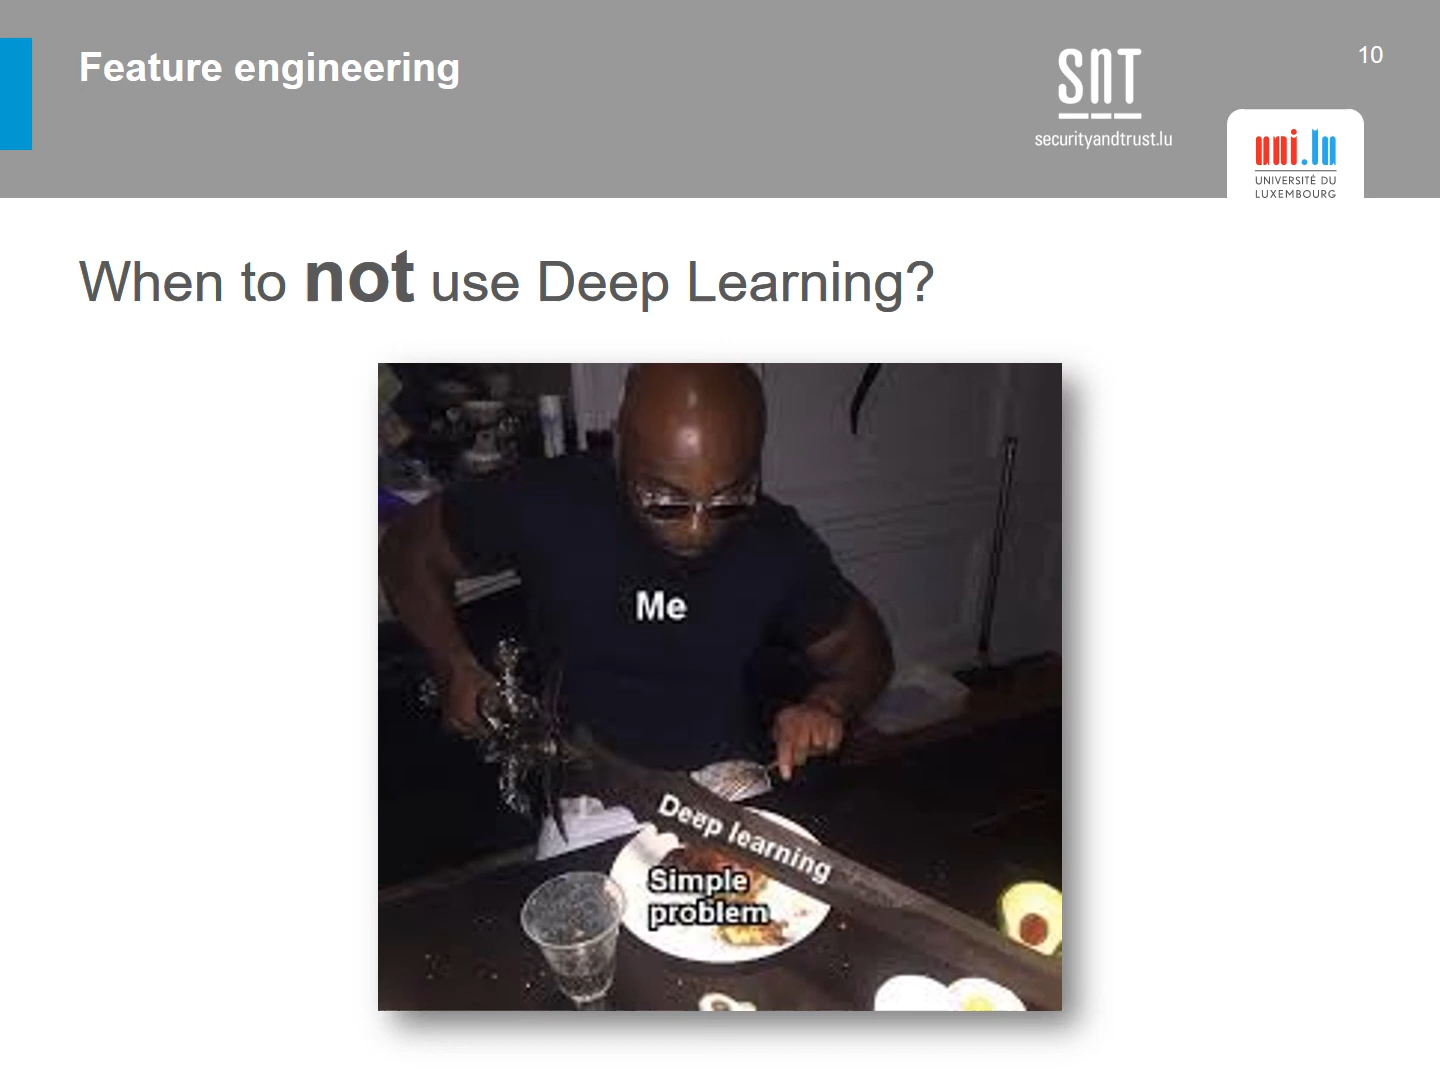 Feature engineering
SnT
securityandtrust.lu
10
uni.lu
UNIVERSITÉ DU
LUXEMBOURG
When to not use Deep Learning?
Me
Deep learning
Simple
problem